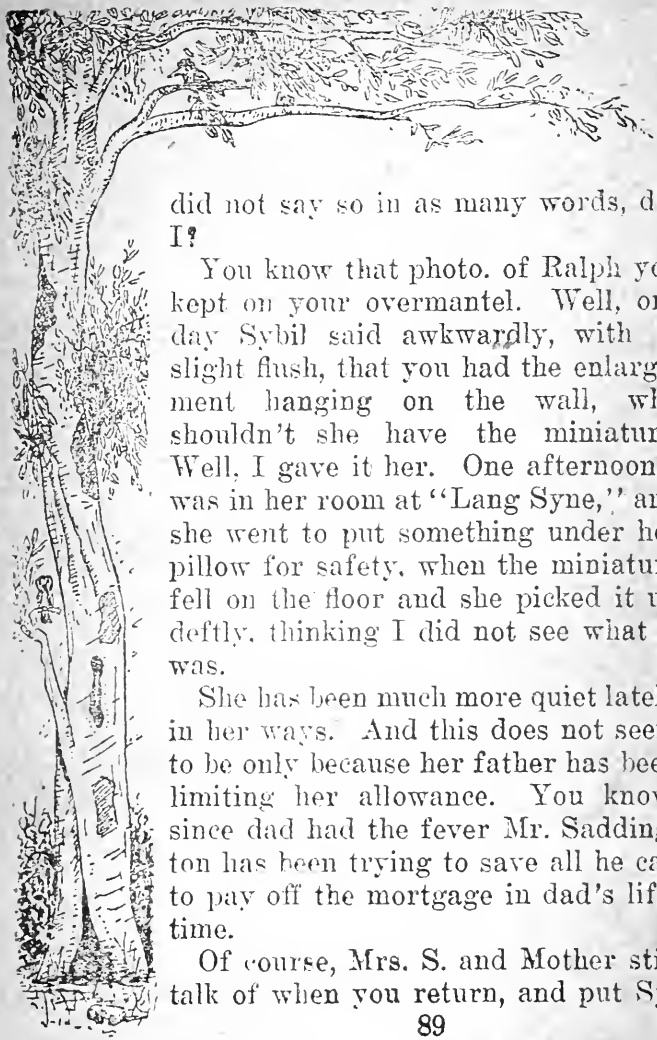 did not say so in as many words, d
I?
You know that photo. of Ralph yo
kept on your overmantel. Well, on
day Sybil said awkwardly, with
slight flush, that you had the enlarg
ment hanging on the wall, wh
shouldn't she have the miniatur
Well, I gave it her. One afternoon
was in her room at "Lang Syne," an
she went to put something under he
pillow for safety, when the miniatur
fell on the floor and she picked it u
deftly, thinking I did not see what
was.
She has been much more quiet latel
in her ways. And this does not see
to be only because her father has bee
limiting her allowance. You know
since dad had the fever Mr. Sadding
ton has been trying to save all he ca
to pay off the mortgage in dad's lif
time.
Of course, Mrs. S. and Mother sti
talk of when you return, and put Sy
89